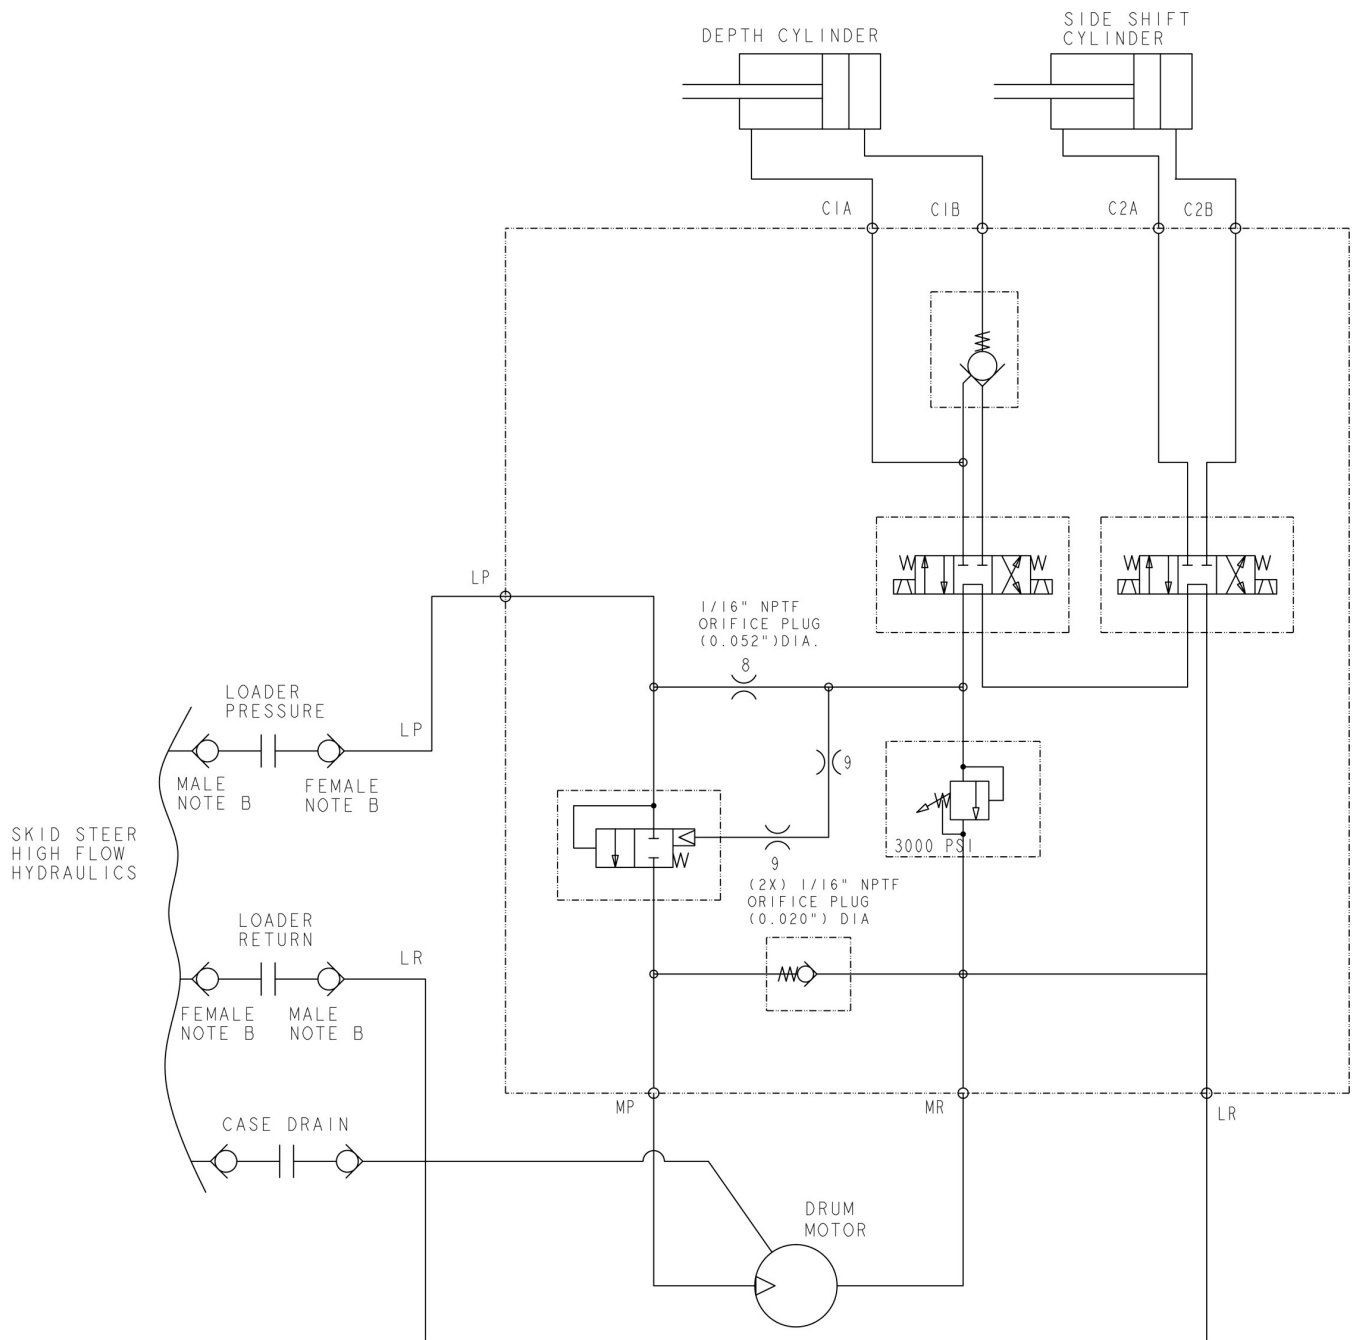 DEPTH CYLINDER
SIDE SHIFT
CYLINDER
C1A
C1B
C2A
C2B
LP
1/16" NPTF
ORIFICE PLUG
(0.052")DIA.
8
LOADER
PRESSURE
LP
MALE
NOTE B
FEMALE
NOTE B
9
SKID STEER
HIGH FLOW
HYDRAULICS
3000 PSI
9
(2X) 1/16" NPTF
ORIFICE PLUG
(0.020") DIA
LOADER
RETURN
LR
FEMALE
NOTE B
MALE
NOTE B
MP
MR
LR
CASE DRAIN
DRUM
MOTOR